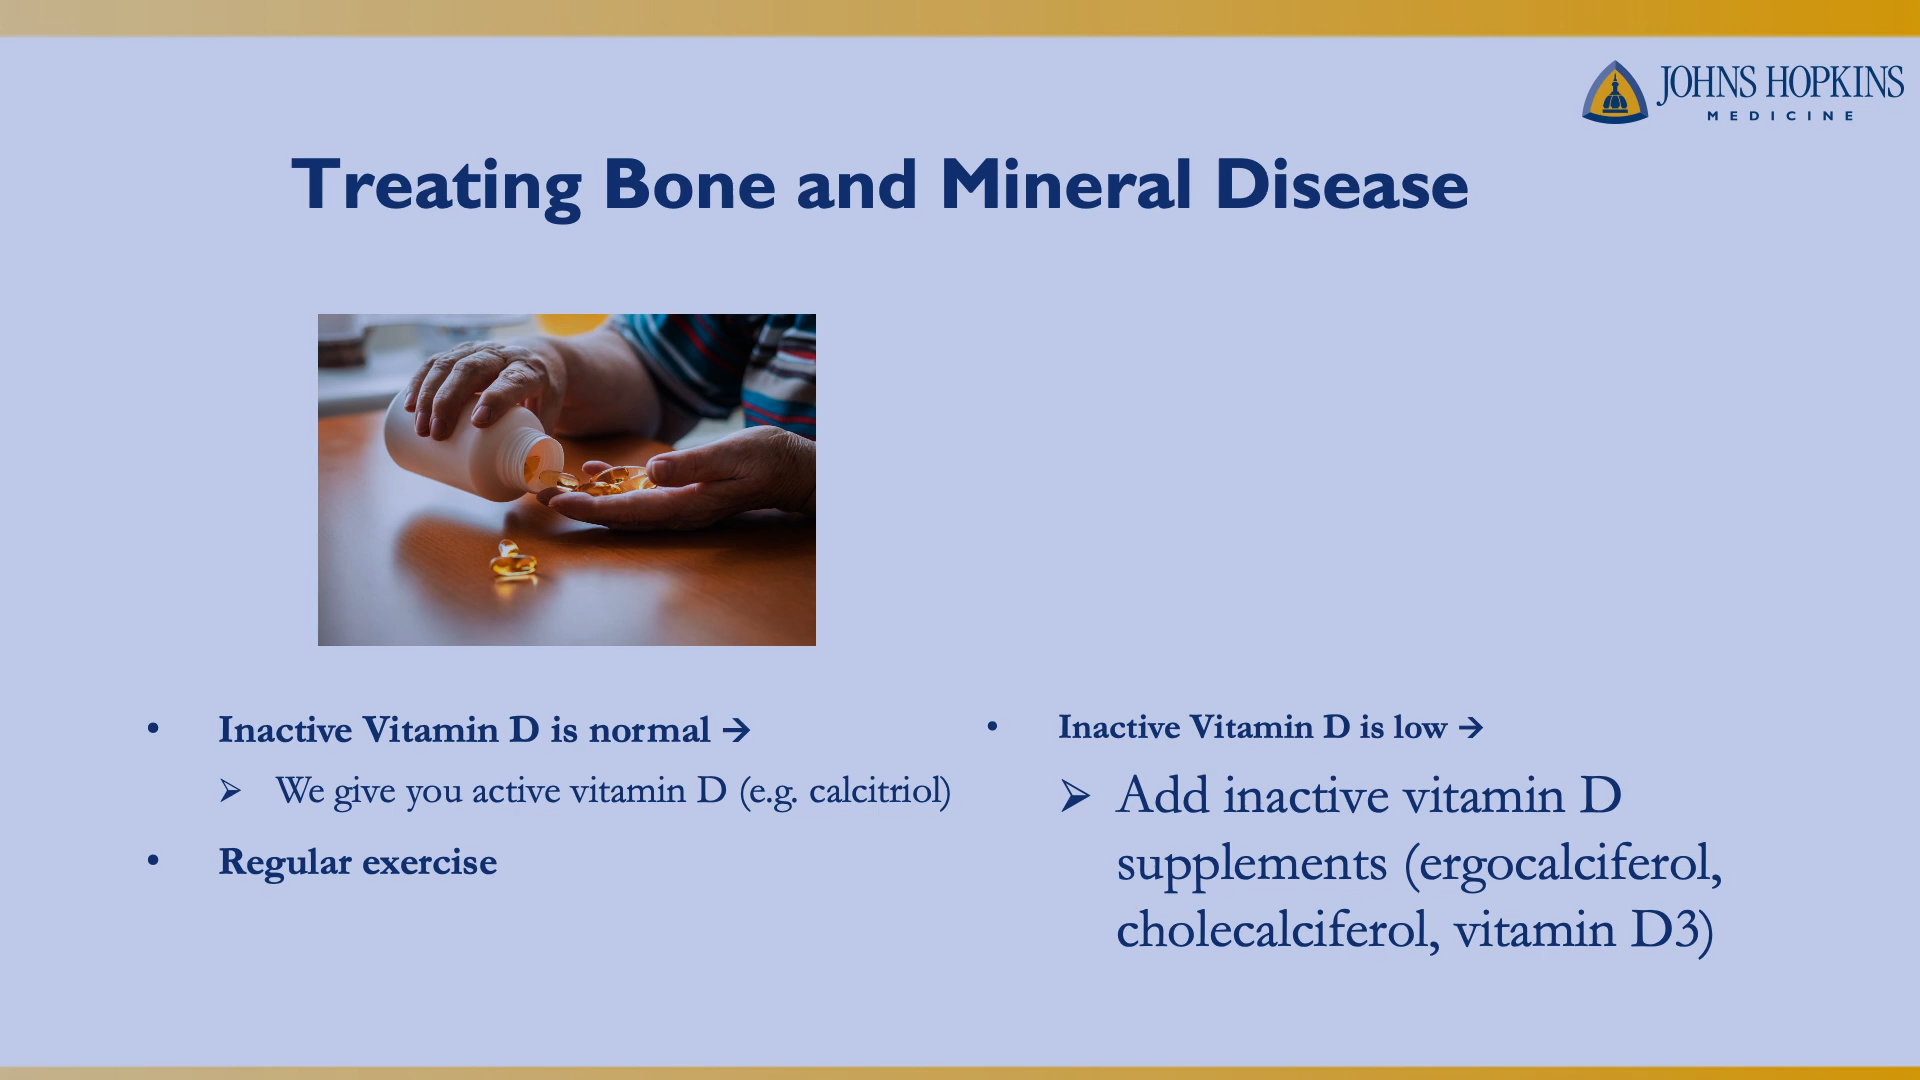 JOHNS HOPKINS
MEDICINE
Treating Bone and Mineral Disease
• Inactive Vitamin D is normal →
➢ We give you active vitamin D (e.g. calcitriol)
• Regular exercise
• Inactive Vitamin D is low →
➢ Add inactive vitamin D
supplements (ergocalciferol,
cholecalciferol, vitamin D3)